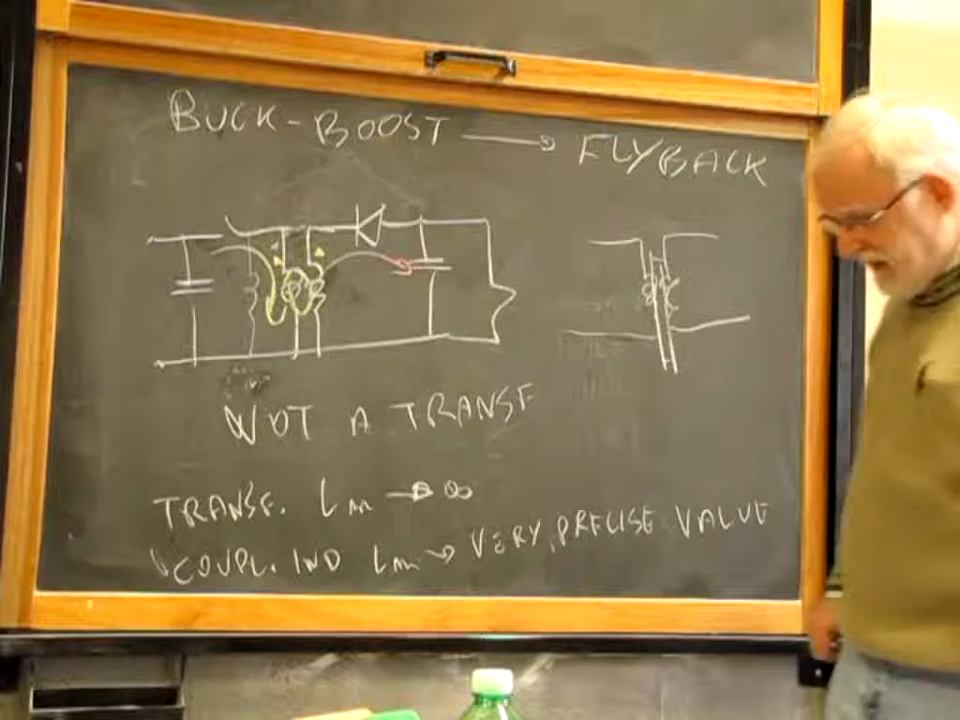 BUCK-BOOST → FLYBACK
NOT A TRANSF
TRANSF. Lm → ∞
COUPL. IND Lm → VERY PRECISE VALUE